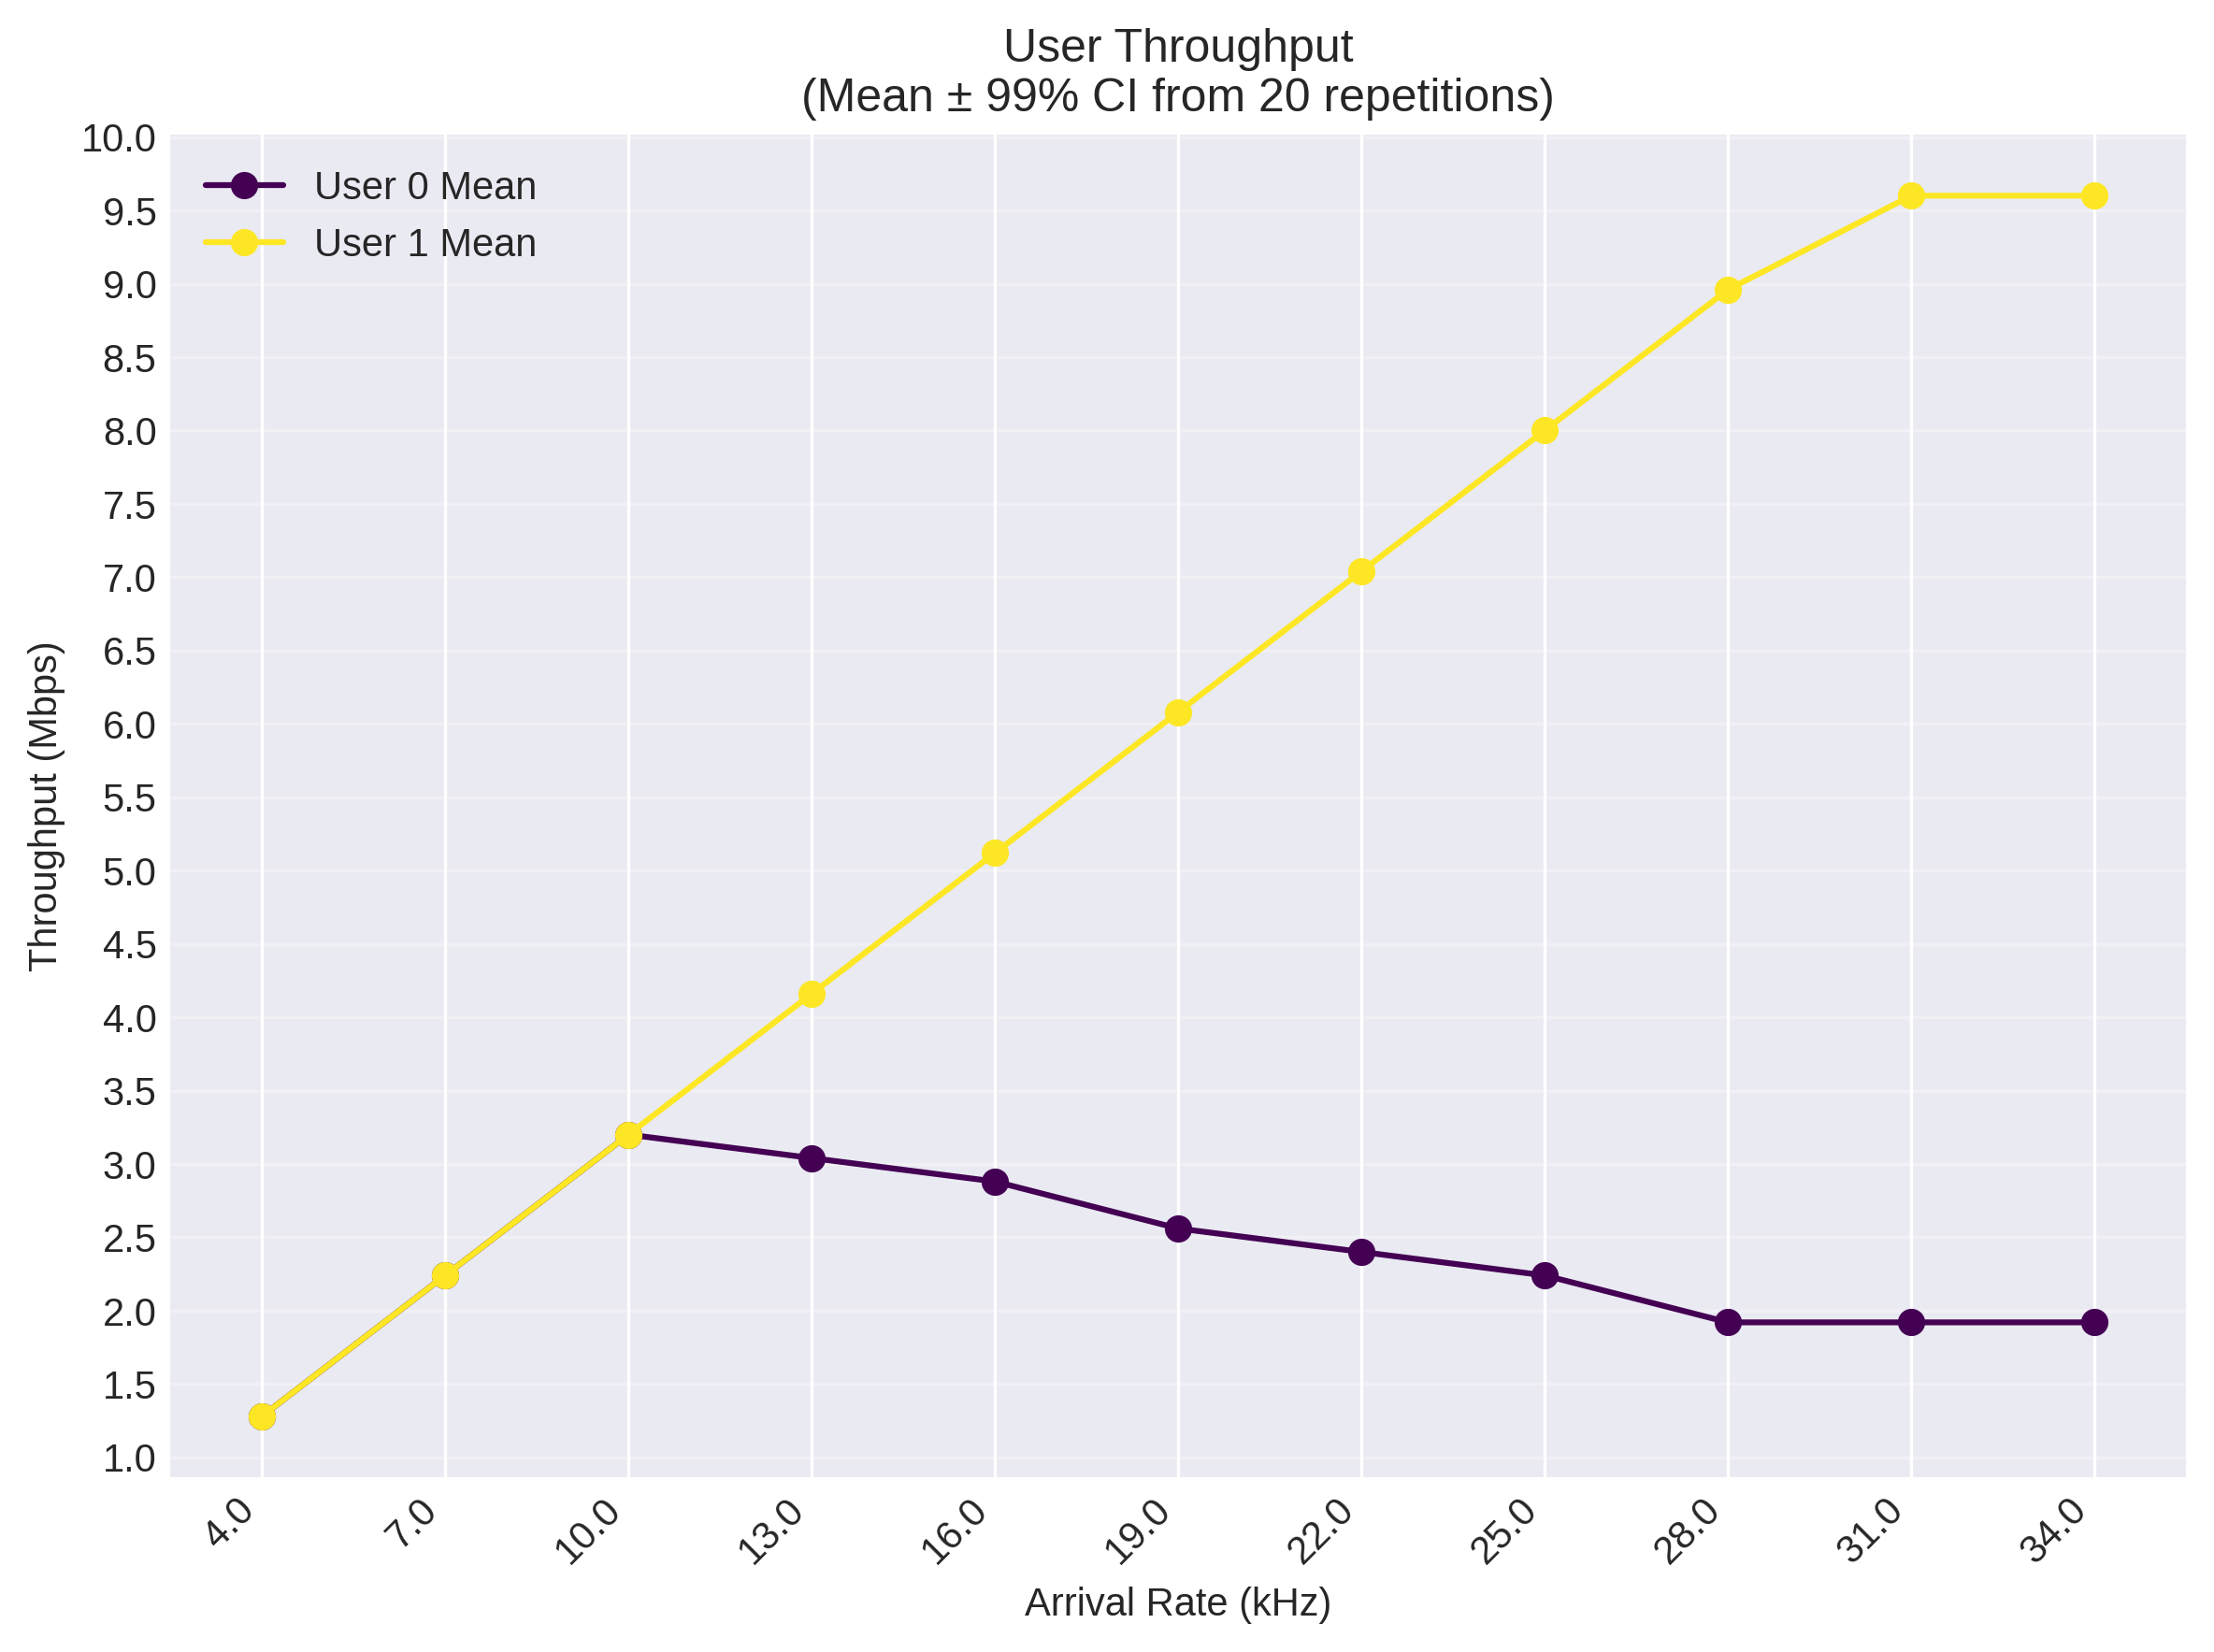 User Throughput
(Mean ± 99% CI from 20 repetitions)
User 0 Mean
User 1 Mean
Throughput (Mbps)
10.0
9.5
9.0
8.5
8.0
7.5
7.0
6.5
6.0
5.5
5.0
4.5
4.0
3.5
3.0
2.5
2.0
1.5
1.0
4.0 7.0 10.0 13.0 16.0 19.0 22.0 25.0 28.0 31.0 34.0
Arrival Rate (kHz)